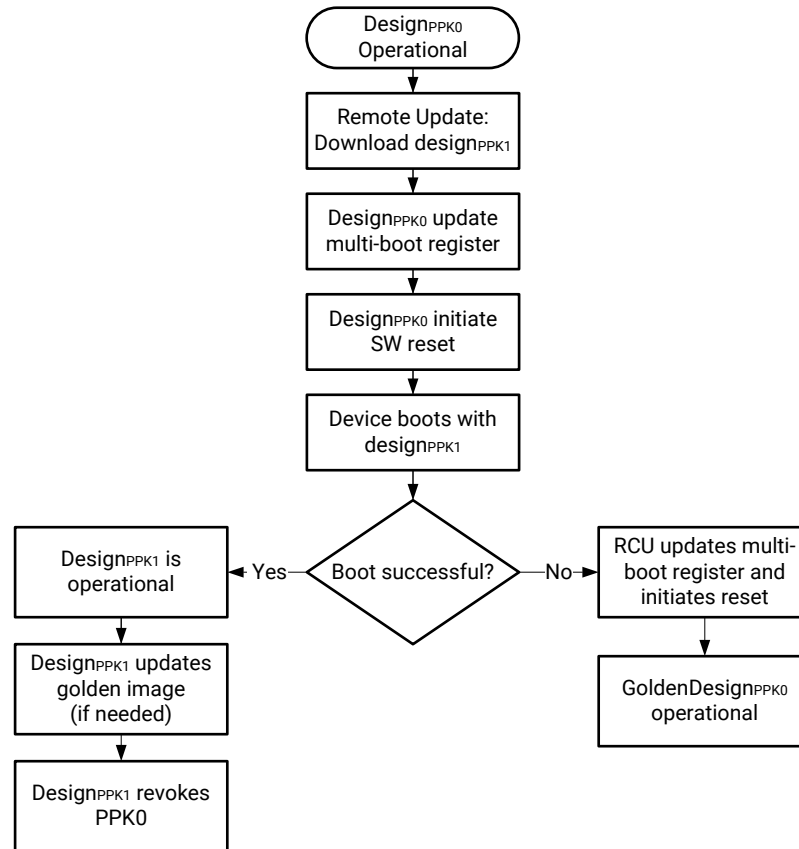 DesignPPK0
Operational
Remote Update:
Download designPPK1
DesignPPK0 update
multi-boot register
DesignPPK0 initiate
SW reset
Device boots with
designPPK1
Boot successful?
Yes
No
DesignPPK1 is
operational
DesignPPK1 updates
golden image
(if needed)
DesignPPK1 revokes
PPK0
RCU updates multi-
boot register and
initiates reset
GoldenDesignPPK0
operational